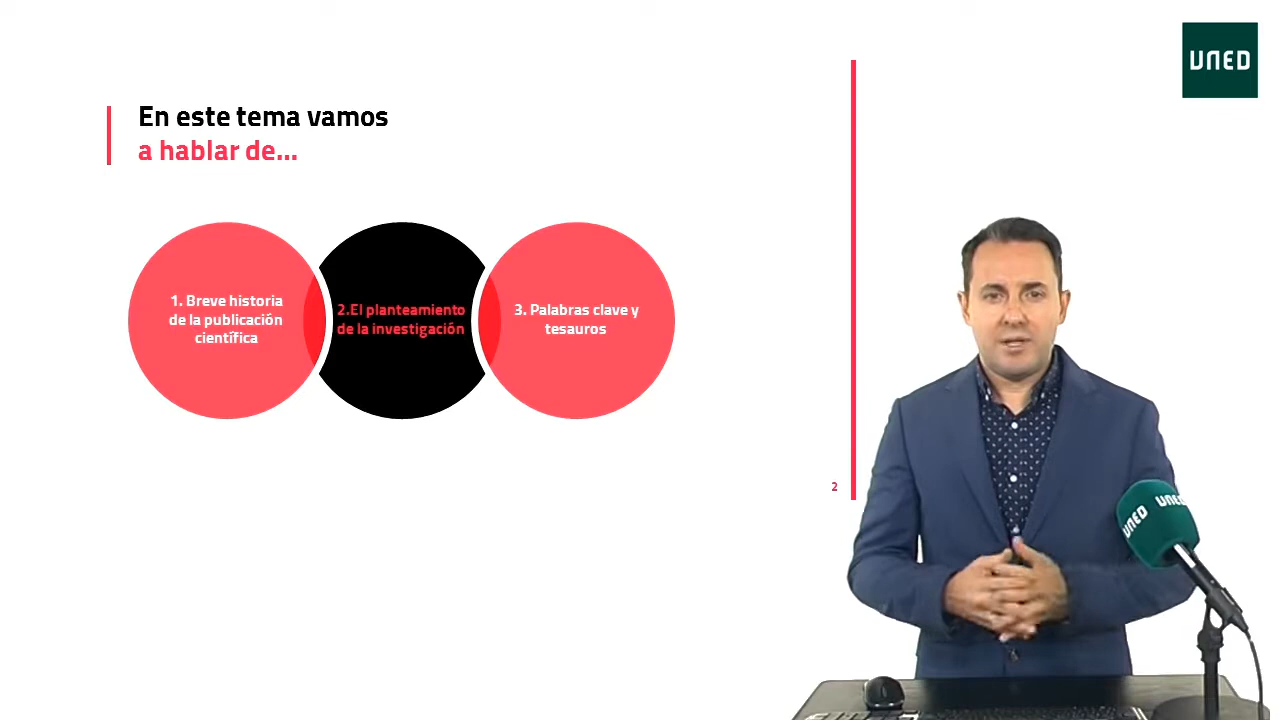 UNED
En este tema vamos
a hablar de...
1. Breve historia
de la publicación
científica
2.El planteamiento
de la investigación
3. Palabras clave y
tesauros
2
UNED
UNED